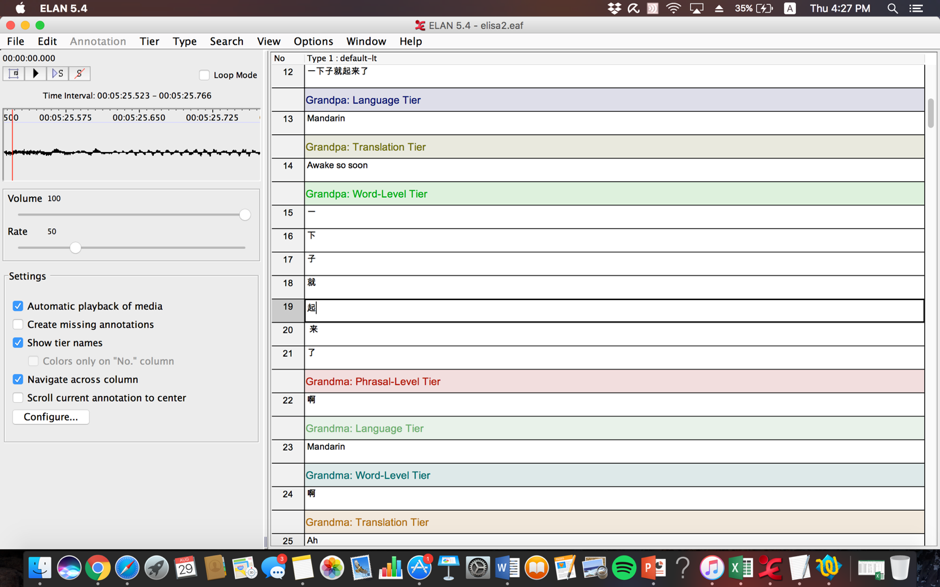 ELAN 5.4
35%
A
Thu 4:27 PM
ELAN 5.4 - elisa2.eaf
File Edit Annotation Tier Type Search View Options Window Help
00:00:00.000
S
S
Loop Mode
Time Interval: 00:05:25.523 - 00:05:25.766
500 00:05:25.575 00:05:25.650 00:05:25.725
Volume 100
Rate 50
Settings
Automatic playback of media
Create missing annotations
Show tier names
Colors only on "No." column
Navigate across column
Scroll current annotation to center
Configure...
No Type 1 : default-lt
12 一下子就起来了
Grandpa: Language Tier
13 Mandarin
Grandpa: Translation Tier
14 Awake so soon
Grandpa: Word-Level Tier
15 一
16 下
17 子
18 就
19 起
20 来
21 了
Grandma: Phrasal-Level Tier
22 啊
Grandma: Language Tier
23 Mandarin
Grandma: Word-Level Tier
24 啊
Grandma: Translation Tier
25 Ah